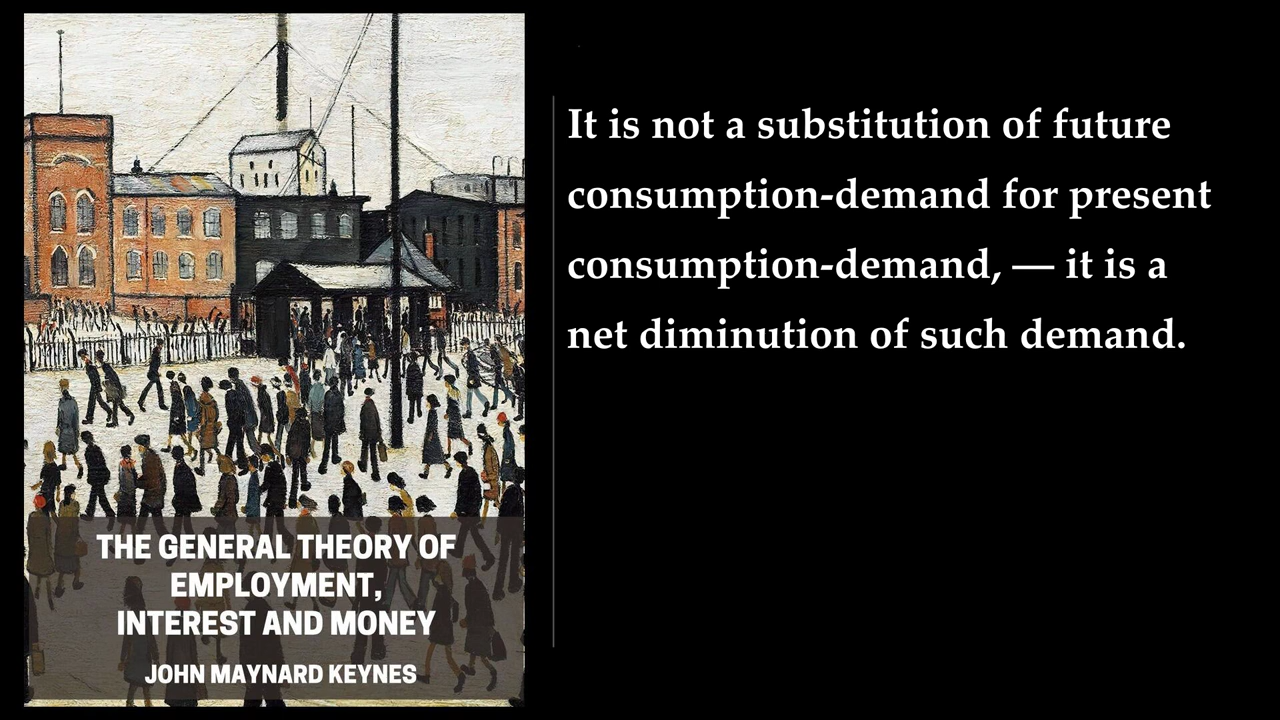 It is not a substitution of future
consumption-demand for present
consumption-demand, — it is a
net diminution of such demand.
THE GENERAL THEORY OF
EMPLOYMENT,
INTEREST AND MONEY
JOHN MAYNARD KEYNES